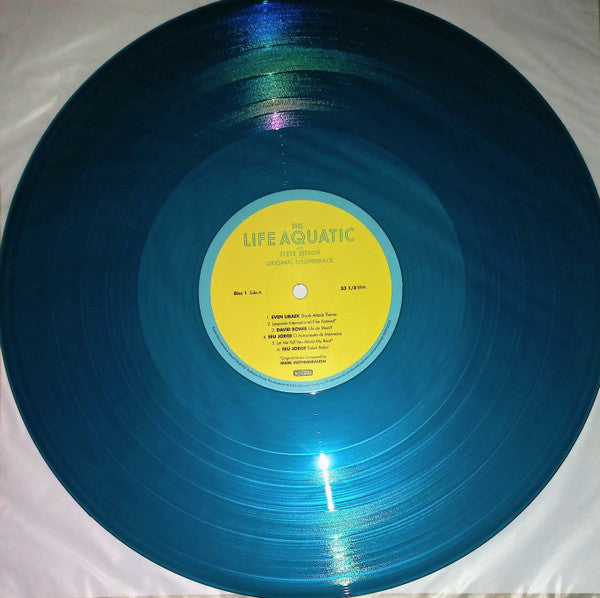 THE
LIFE AQUATIC
WITH
STEVE ZISSOU
ORIGINAL SOUNDTRACK
Disc 1 Side A
33 1/3 RPM
1. SVEN LIBAEK Shark Attack Theme
2. Loquasto International Film Festival*
3. DAVID BOWIE Life on Mars?
4. SEU JORGE O Astronauta de Mármore
5. Let Me Tell You About My Boat*
6. SEU JORGE Rebel Rebel
*Original Music Composed by
MARK MOTHERSBAUGH